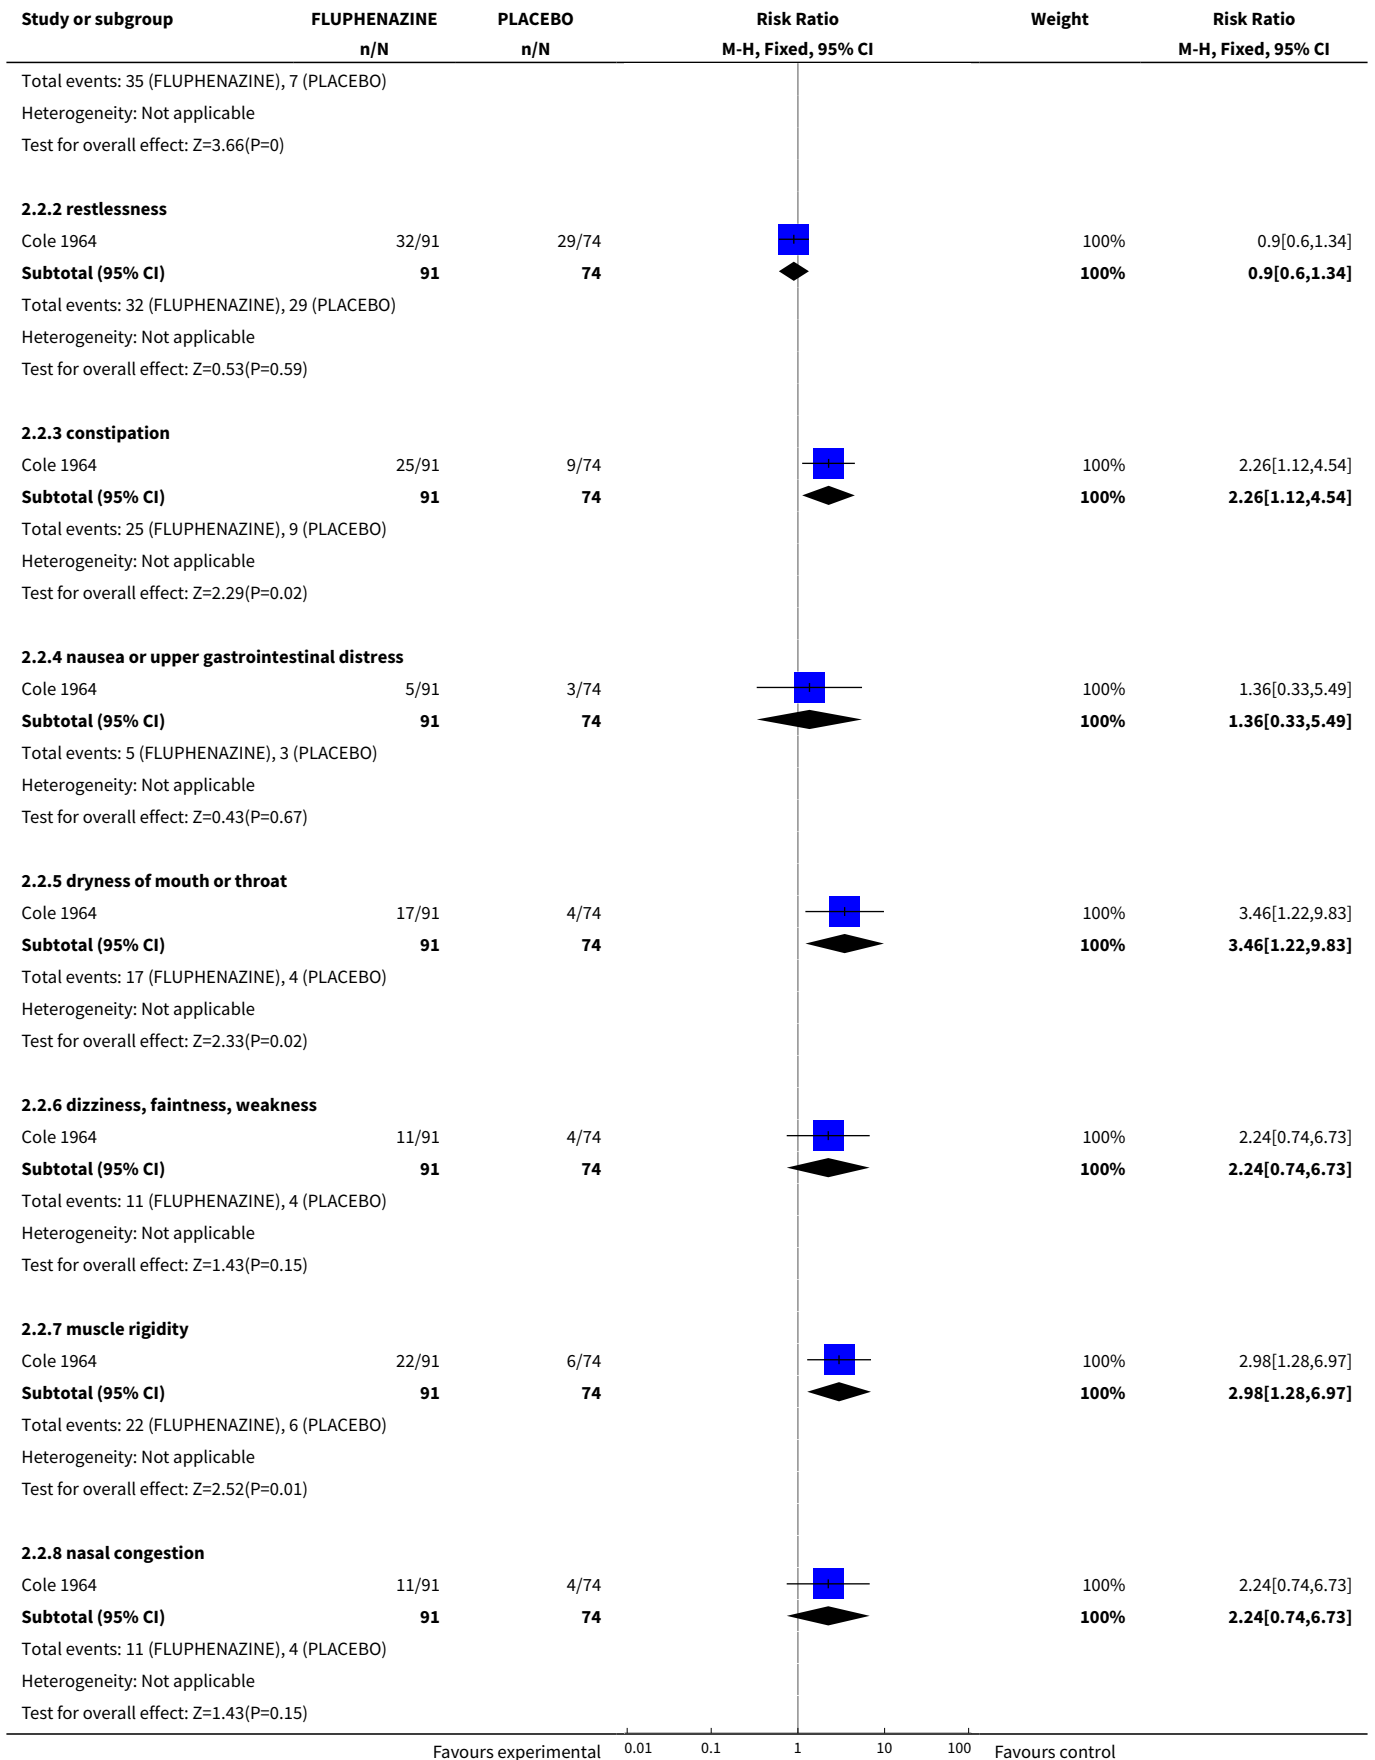 Study or subgroup FLUPHENAZINE PLACEBO Risk Ratio Weight Risk Ratio
n/N n/N M-H, Fixed, 95% CI M-H, Fixed, 95% CI
Total events: 35 (FLUPHENAZINE), 7 (PLACEBO)
Heterogeneity: Not applicable
Test for overall effect: Z=3.66(P=0)
2.2.2 restlessness
Cole 1964 32/91 29/74 100% 0.9[0.6,1.34]
Subtotal (95% CI) 91 74 100% 0.9[0.6,1.34]
Total events: 32 (FLUPHENAZINE), 29 (PLACEBO)
Heterogeneity: Not applicable
Test for overall effect: Z=0.53(P=0.59)
2.2.3 constipation
Cole 1964 25/91 9/74 100% 2.26[1.12,4.54]
Subtotal (95% CI) 91 74 100% 2.26[1.12,4.54]
Total events: 25 (FLUPHENAZINE), 9 (PLACEBO)
Heterogeneity: Not applicable
Test for overall effect: Z=2.29(P=0.02)
2.2.4 nausea or upper gastrointestinal distress
Cole 1964 5/91 3/74 100% 1.36[0.33,5.49]
Subtotal (95% CI) 91 74 100% 1.36[0.33,5.49]
Total events: 5 (FLUPHENAZINE), 3 (PLACEBO)
Heterogeneity: Not applicable
Test for overall effect: Z=0.43(P=0.67)
2.2.5 dryness of mouth or throat
Cole 1964 17/91 4/74 100% 3.46[1.22,9.83]
Subtotal (95% CI) 91 74 100% 3.46[1.22,9.83]
Total events: 17 (FLUPHENAZINE), 4 (PLACEBO)
Heterogeneity: Not applicable
Test for overall effect: Z=2.33(P=0.02)
2.2.6 dizziness, faintness, weakness
Cole 1964 11/91 4/74 100% 2.24[0.74,6.73]
Subtotal (95% CI) 91 74 100% 2.24[0.74,6.73]
Total events: 11 (FLUPHENAZINE), 4 (PLACEBO)
Heterogeneity: Not applicable
Test for overall effect: Z=1.43(P=0.15)
2.2.7 muscle rigidity
Cole 1964 22/91 6/74 100% 2.98[1.28,6.97]
Subtotal (95% CI) 91 74 100% 2.98[1.28,6.97]
Total events: 22 (FLUPHENAZINE), 6 (PLACEBO)
Heterogeneity: Not applicable
Test for overall effect: Z=2.52(P=0.01)
2.2.8 nasal congestion
Cole 1964 11/91 4/74 100% 2.24[0.74,6.73]
Subtotal (95% CI) 91 74 100% 2.24[0.74,6.73]
Total events: 11 (FLUPHENAZINE), 4 (PLACEBO)
Heterogeneity: Not applicable
Test for overall effect: Z=1.43(P=0.15)
Favours experimental 0.01 0.1 1 10 100 Favours control